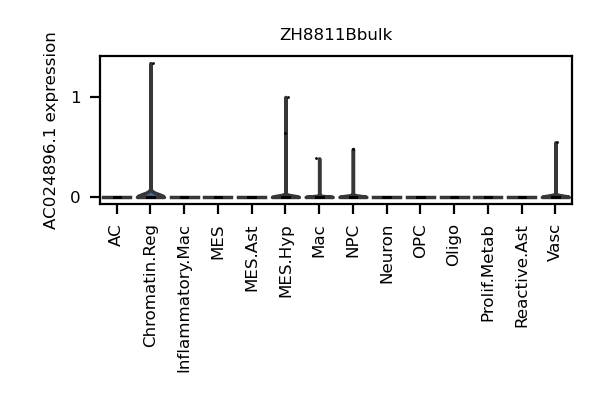 ZH8811Bbulk
AC024896.1 expression
1
0
AC
Chromatin.Reg
Inflammatory.Mac
MES
MES.Ast
MES.Hyp
Mac
NPC
Neuron
OPC
Oligo
Prolif.Metab
Reactive.Ast
Vasc